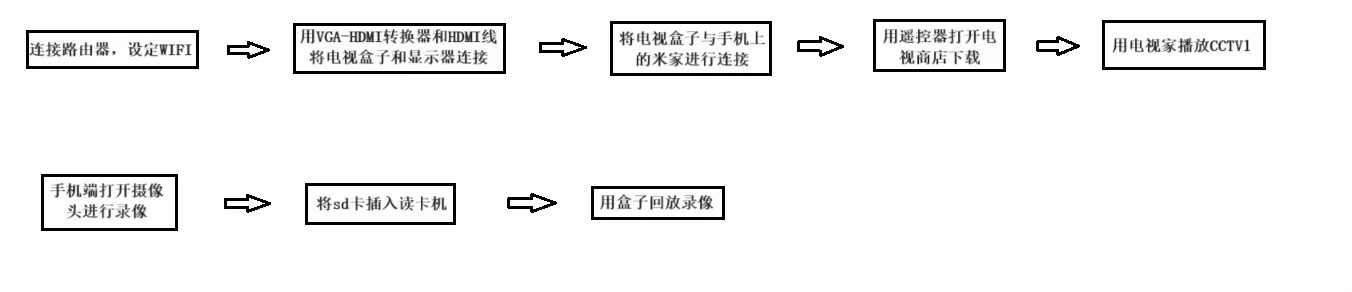 连接路由器，设定WIFI
用VGA-HDMI转换器和HDMI线
将电视盒子和显示器连接
将电视盒子与手机上
的米家进行连接
用遥控器打开电
视商店下载
用电视家播放CCTV1
手机端打开摄像
头进行录像
将sd卡插入读卡机
用盒子回放录像